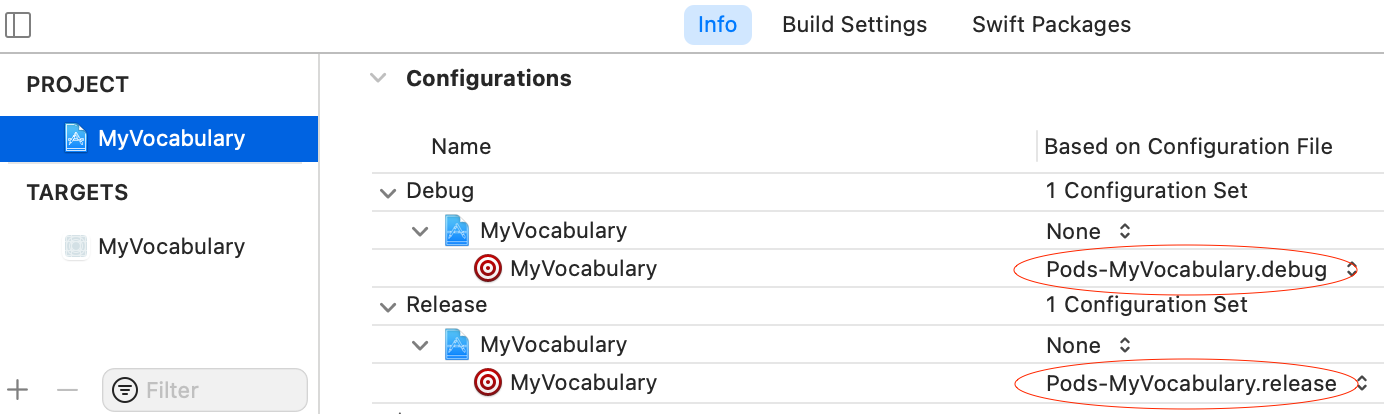 Info Build Settings Swift Packages
PROJECT
MyVocabulary
TARGETS
MyVocabulary
Filter
Configurations
Name Based on Configuration File
Debug 1 Configuration Set
MyVocabulary None
MyVocabulary Pods-MyVocabulary.debug
Release 1 Configuration Set
MyVocabulary None
MyVocabulary Pods-MyVocabulary.release